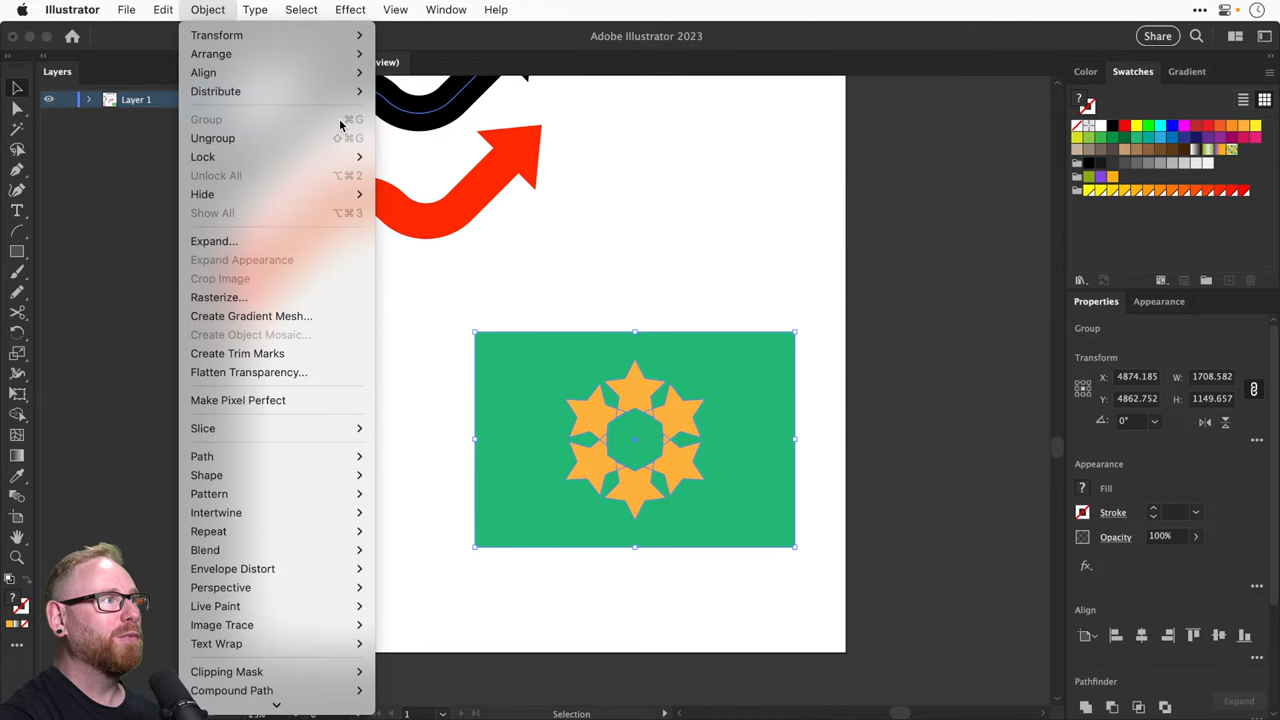 Illustrator File Edit Object Type Select Effect View Window Help
Adobe Illustrator 2023
Share
Layers
Layer 1
Transform
Arrange
Align
Distribute
Group ⌘G
Ungroup ⇧⌘G
Lock
Unlock All ⌥⌘2
Hide
Show All ⌥⌘3
Expand...
Expand Appearance
Crop Image
Rasterize...
Create Gradient Mesh...
Create Object Mosaic...
Create Trim Marks
Flatten Transparency...
Make Pixel Perfect
Slice
Path
Shape
Pattern
Intertwine
Repeat
Blend
Envelope Distort
Perspective
Live Paint
Image Trace
Text Wrap
Clipping Mask
Compound Path
1
Selection
Color Swatches Gradient
Properties Appearance
Group
Transform
X: 4874.185 W: 1708.582
Y: 4862.752 H: 1149.657
0°
Appearance
? Fill
Stroke
Opacity 100%
fx.
Align
Pathfinder
Expand